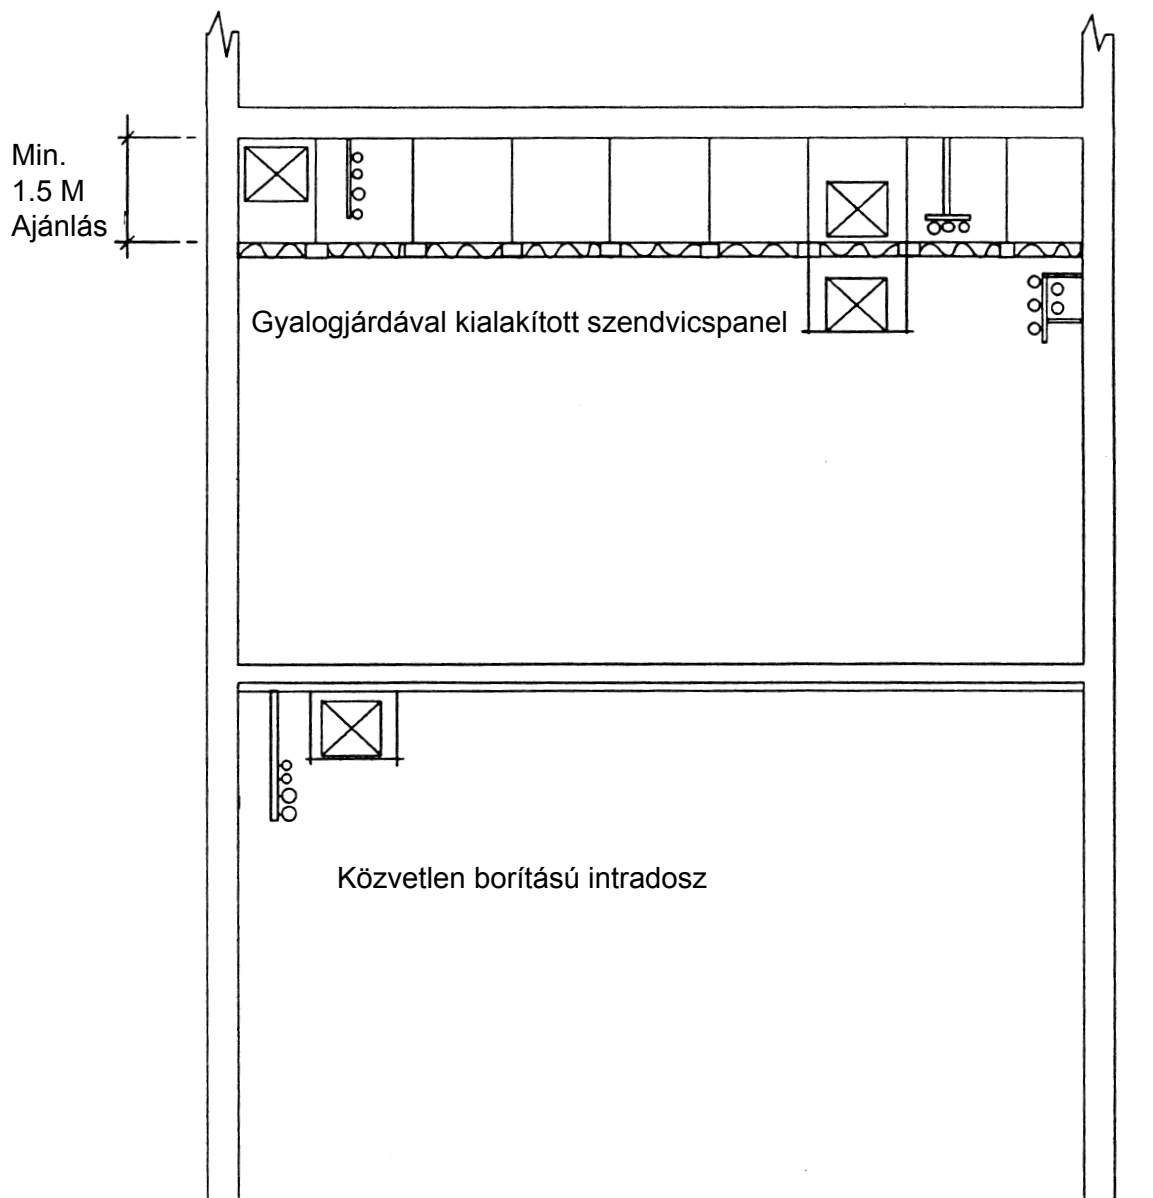 Min.
1.5 M
Ajánlás
Gyalogjárdával kialakított szendvicspanel
Közvetlen borítású intradosz